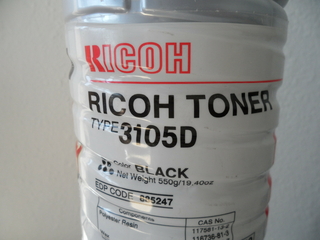 RICOH
RICOH TONER
TYPE 3105D
Color BLACK
Net Weight 550g/19.40oz
EDP CODE 885247
Components
CAS No.
Polyester Resin